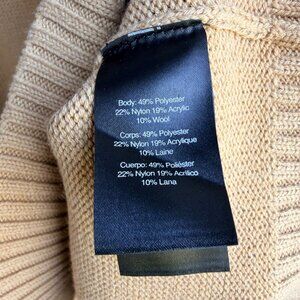 Body: 49% Polyester
22% Nylon 19% Acrylic
10% Wool
Corps: 49% Polyester
22% Nylon 19% Acrylique
10% Laine
Cuerpo: 49% Poliéster
22% Nylon 19% Acrílico
10% Lana